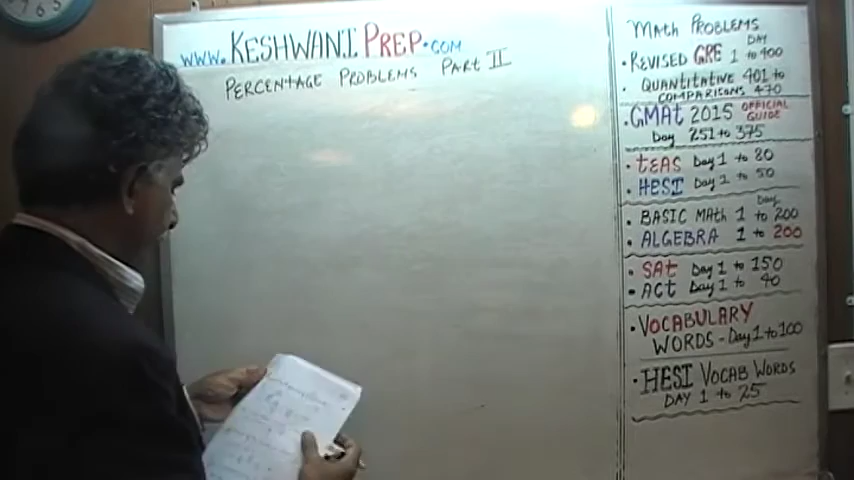 www.KESHWANI PREP.COM
PERCENTAGE PROBLEMS PART II
MATH PROBLEMS
• REVISED GRE DAY 1 to 400
• QUANTITATIVE 401 to
COMPARISONS 470
• GMAt 2015 OFFICIAL GUIDE
Day 251 to 375
• tEAS Day 1 to 20
• HESI Day 1 to 50
Day
• BASIC MAth 1 to 200
• ALGEBRA 1 to 200
• SAt Day 1 to 150
• ACt Day 1 to 40
• VOCABULARY
WORDS - Day 1 to 100
• HESI VOCAB WORDS
DAY 1 to 25